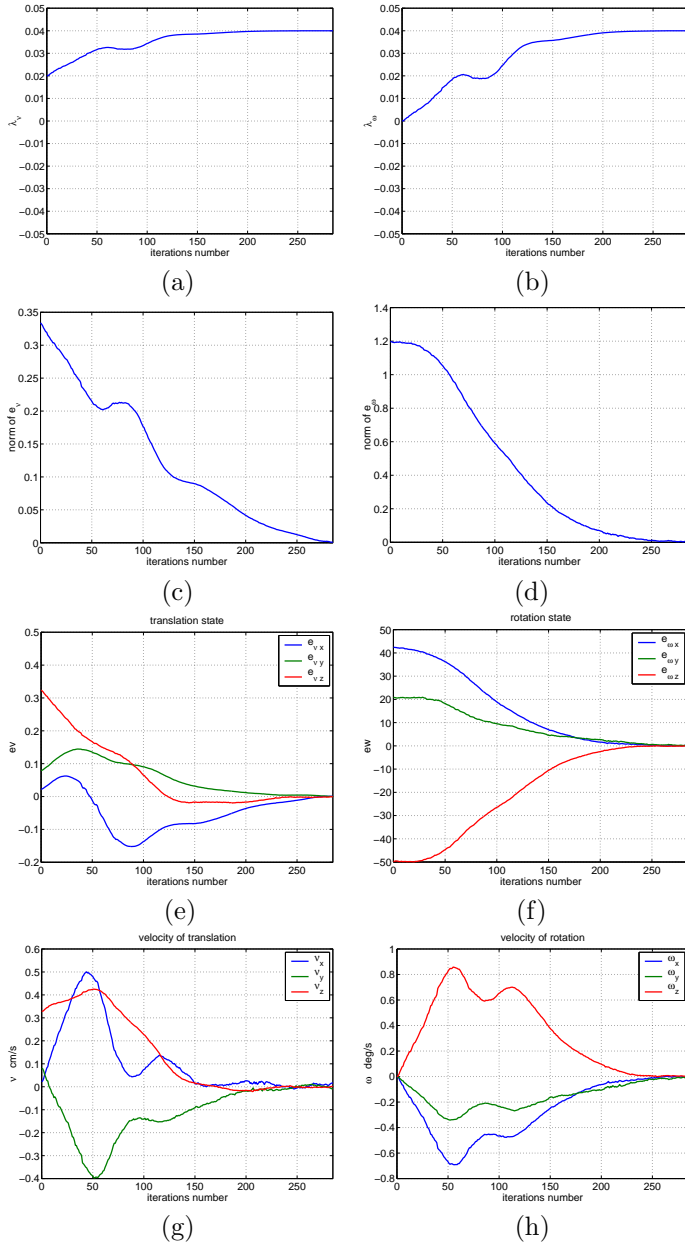 0.05
0.04
0.03
0.02
0.01
0
−0.01
−0.02
−0.03
−0.04
−0.05
λν
0 50 100 150 200 250
iterations number
(a)
0.05
0.04
0.03
0.02
0.01
0
−0.01
−0.02
−0.03
−0.04
−0.05
λω
0 50 100 150 200 250
iterations number
(b)
0.35
0.3
0.25
0.2
0.15
0.1
0.05
0
norm of eν
0 50 100 150 200 250
iterations number
(c)
1.4
1.2
1
0.8
0.6
0.4
0.2
0
norm of eω
0 50 100 150 200 250
iterations number
(d)
translation state
0.5
0.4
0.3
0.2
0.1
0
−0.1
−0.2
ev
eν x
eν y
eν z
0 50 100 150 200 250
iterations number
(e)
rotation state
50
40
30
20
10
0
−10
−20
−30
−40
−50
ew
eω x
eω y
eω z
0 50 100 150 200 250
iterations number
(f)
velocity of translation
0.6
0.5
0.4
0.3
0.2
0.1
0
−0.1
−0.2
−0.3
−0.4
ν cm/s
νx
νy
νz
0 50 100 150 200 250
iterations number
(g)
velocity of rotation
1
0.8
0.6
0.4
0.2
0
−0.2
−0.4
−0.6
−0.8
ω deg/s
ωx
ωy
ωz
0 50 100 150 200 250
iterations number
(h)